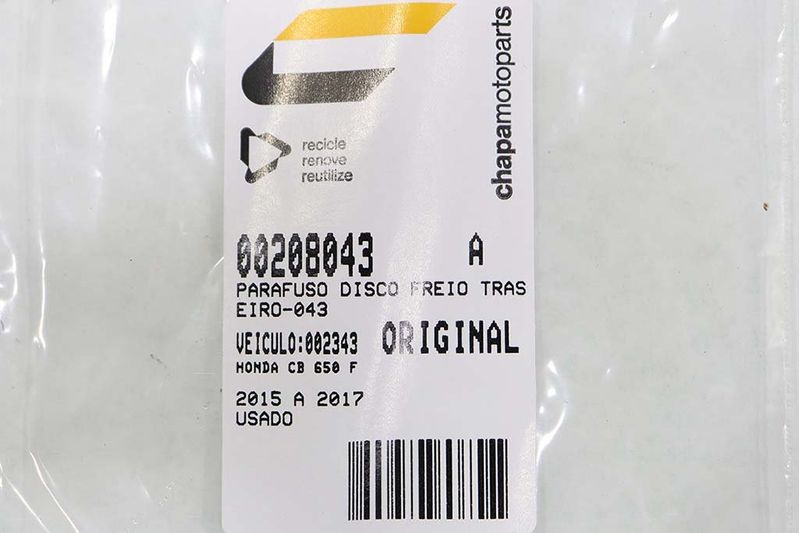 chapamotoparts
recicle
renove
reutilize
00208043 A
PARAFUSO DISCO FREIO TRAS
EIRO-043
VEICULO:002343 ORIGINAL
HONDA CB 650 F
2015 A 2017
USADO